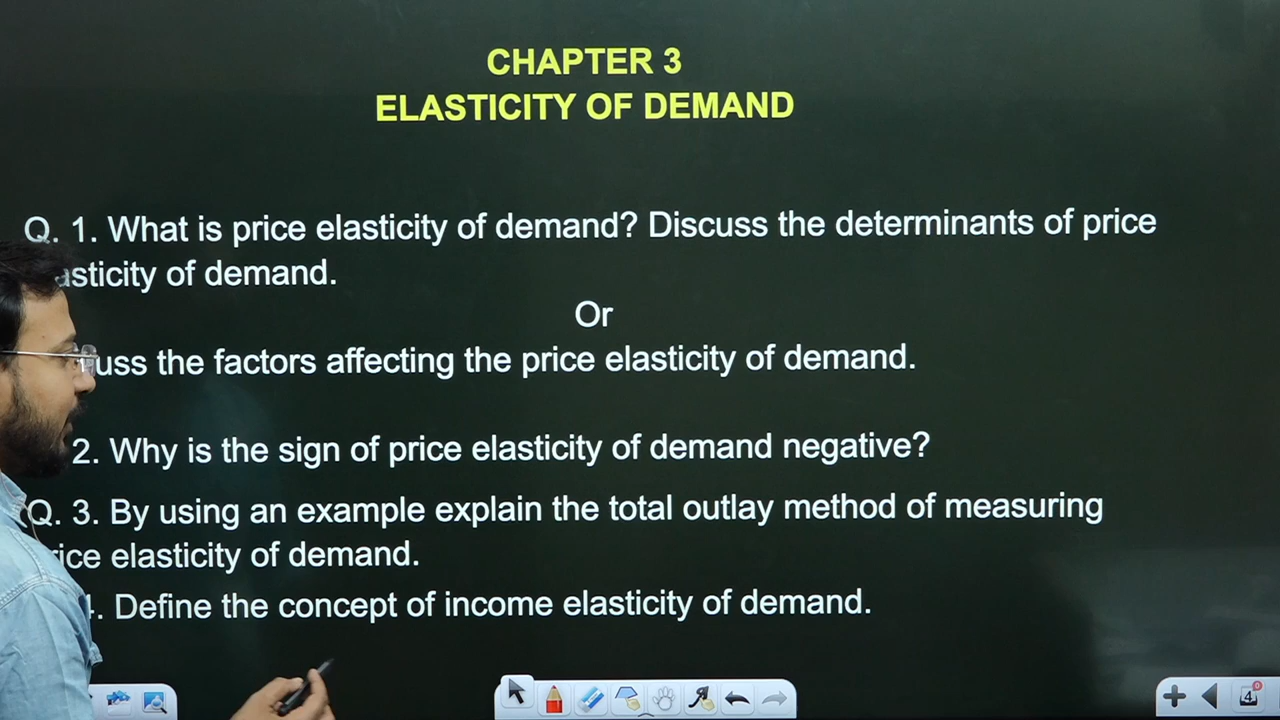 CHAPTER 3
ELASTICITY OF DEMAND
Q. 1. What is price elasticity of demand? Discuss the determinants of price
asticity of demand.
Or
uss the factors affecting the price elasticity of demand.
2. Why is the sign of price elasticity of demand negative?
Q. 3. By using an example explain the total outlay method of measuring
ice elasticity of demand.
4. Define the concept of income elasticity of demand.
4
0